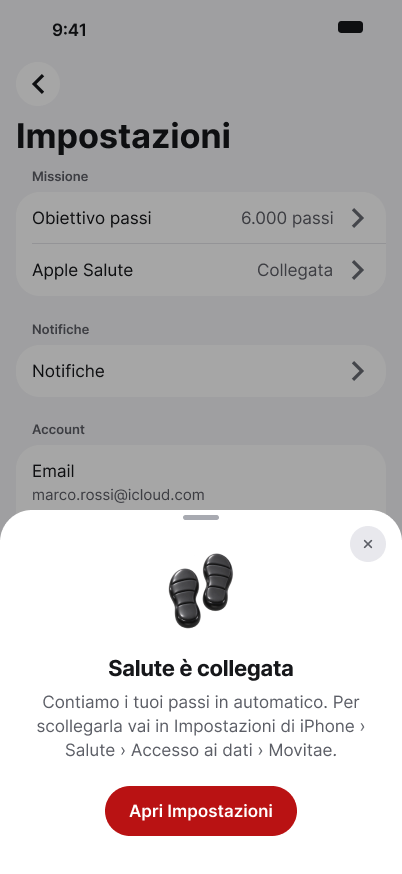 9:41
Impostazioni
Missione
Obiettivo passi 6.000 passi
Apple Salute Collegata
Notifiche
Notifiche
Account
Email
marco.rossi@icloud.com
Salute è collegata
Contiamo i tuoi passi in automatico. Per
scollegarla vai in Impostazioni di iPhone ›
Salute › Accesso ai dati › Movitae.
Apri Impostazioni